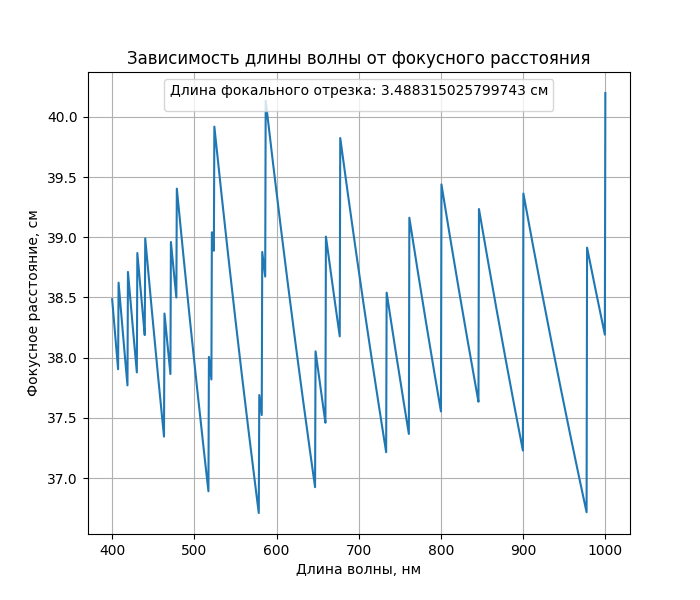 Зависимость длины волны от фокусного расстояния
Длина фокального отрезка: 3.488315025799743 см
40.0
39.5
39.0
38.5
38.0
37.5
37.0
Фокусное расстояние, см
400 500 600 700 800 900 1000
Длина волны, нм